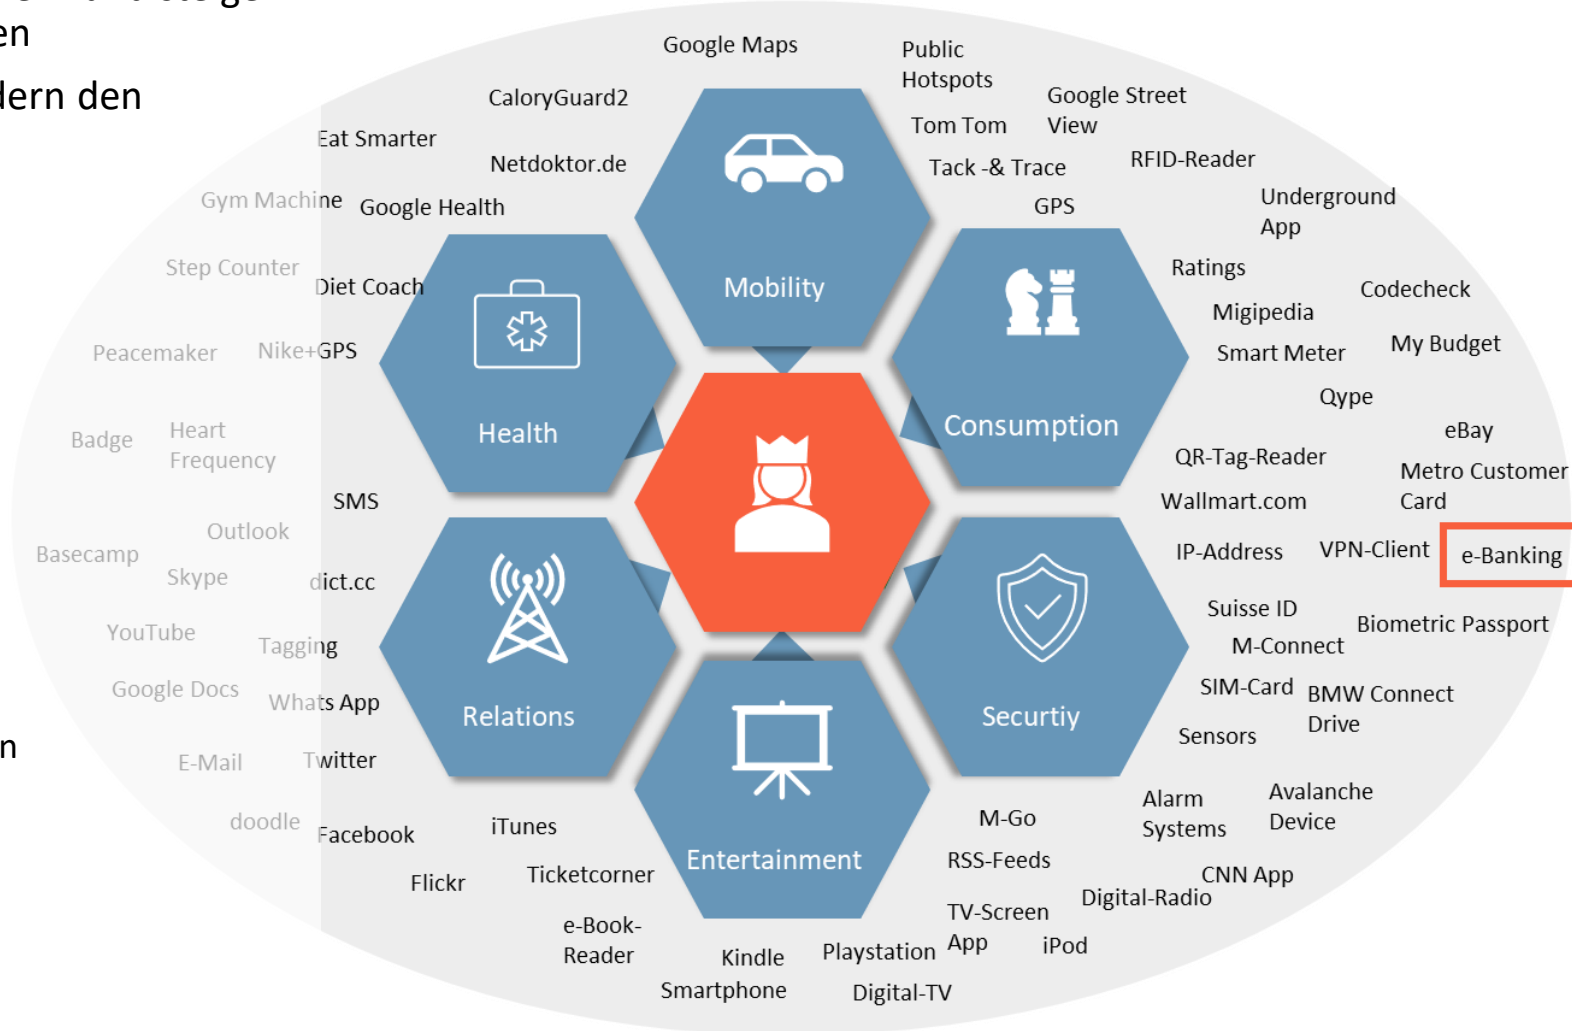 en
dern den
n
Google Maps
Public
Hotspots
CaloryGuard2
Google Street
View
Eat Smarter
Tom Tom
Netdoktor.de
Tack -& Trace
RFID-Reader
Gym Machine
Google Health
GPS
Underground
App
Step Counter
Diet Coach
Mobility
Ratings
Codecheck
Migipedia
Peacemaker
Nike+GPS
Smart Meter
My Budget
Qype
Badge
Heart
Frequency
Health
Consumption
eBay
QR-Tag-Reader
Metro Customer
Card
SMS
Wallmart.com
Outlook
Basecamp
Skype
dict.cc
IP-Address
VPN-Client
e-Banking
YouTube
Tagging
Suisse ID
Biometric Passport
M-Connect
Google Docs
Whats App
Relations
Securtiy
SIM-Card
BMW Connect
Drive
Sensors
E-Mail
Twitter
doodle
Facebook
iTunes
M-Go
Alarm
Systems
Avalanche
Device
Flickr
Ticketcorner
Entertainment
RSS-Feeds
CNN App
Digital-Radio
e-Book-
Reader
TV-Screen
App
iPod
Kindle
Playstation
Smartphone
Digital-TV